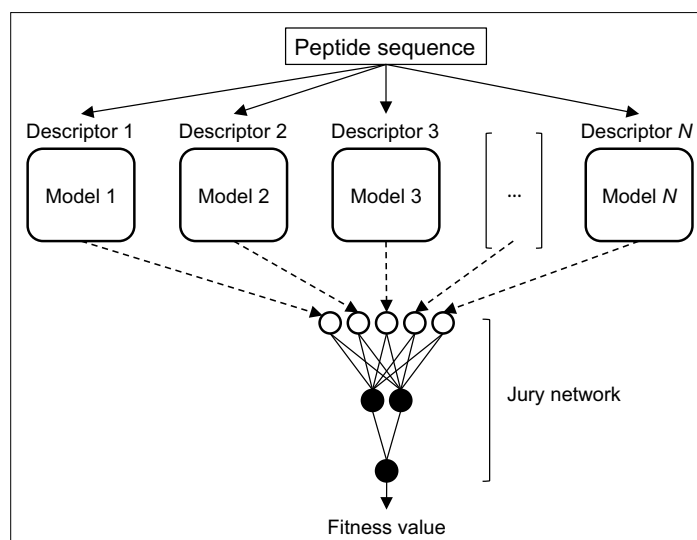 Peptide sequence
Descriptor 1
Descriptor 2
Descriptor 3
Descriptor N
Model 1
Model 2
Model 3
...
Model N
Jury network
Fitness value